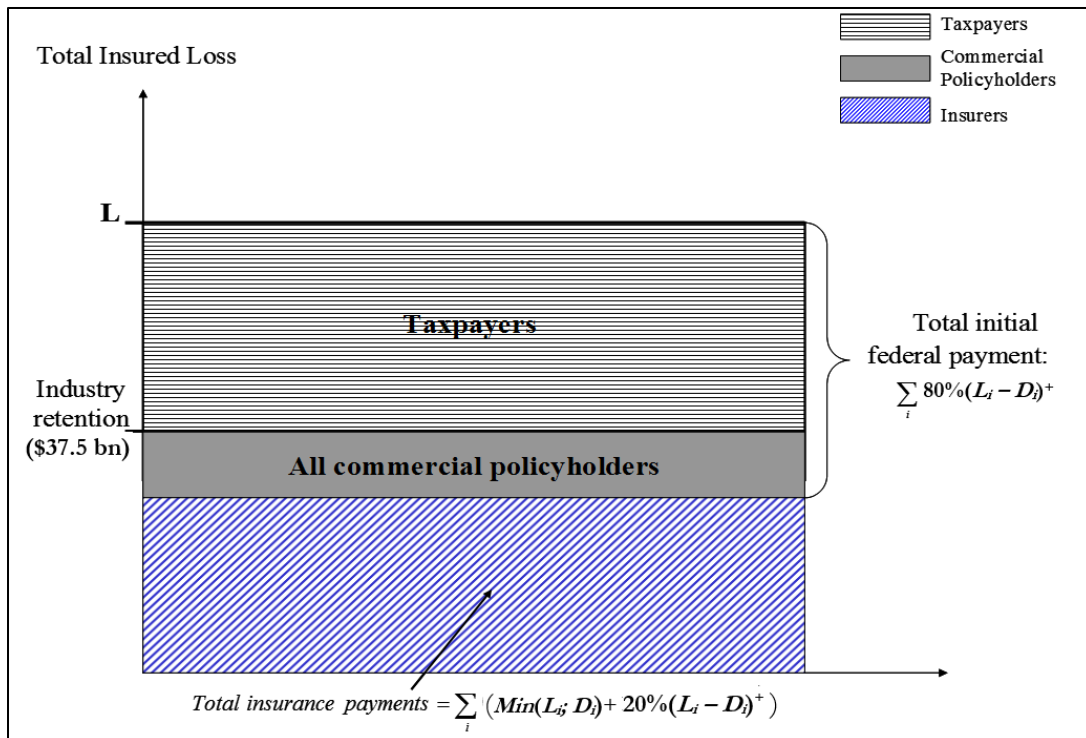 Taxpayers
Commercial
Policyholders
Insurers
Total Insured Loss
L
Taxpayers
Total initial
federal payment:
∑ᵢ 80%(Lᵢ – Dᵢ)⁺
Industry
retention
($37.5 bn)
All commercial policyholders
Total insurance payments = ∑ᵢ (Min(Lᵢ; Dᵢ) + 20%(Lᵢ – Dᵢ)⁺)